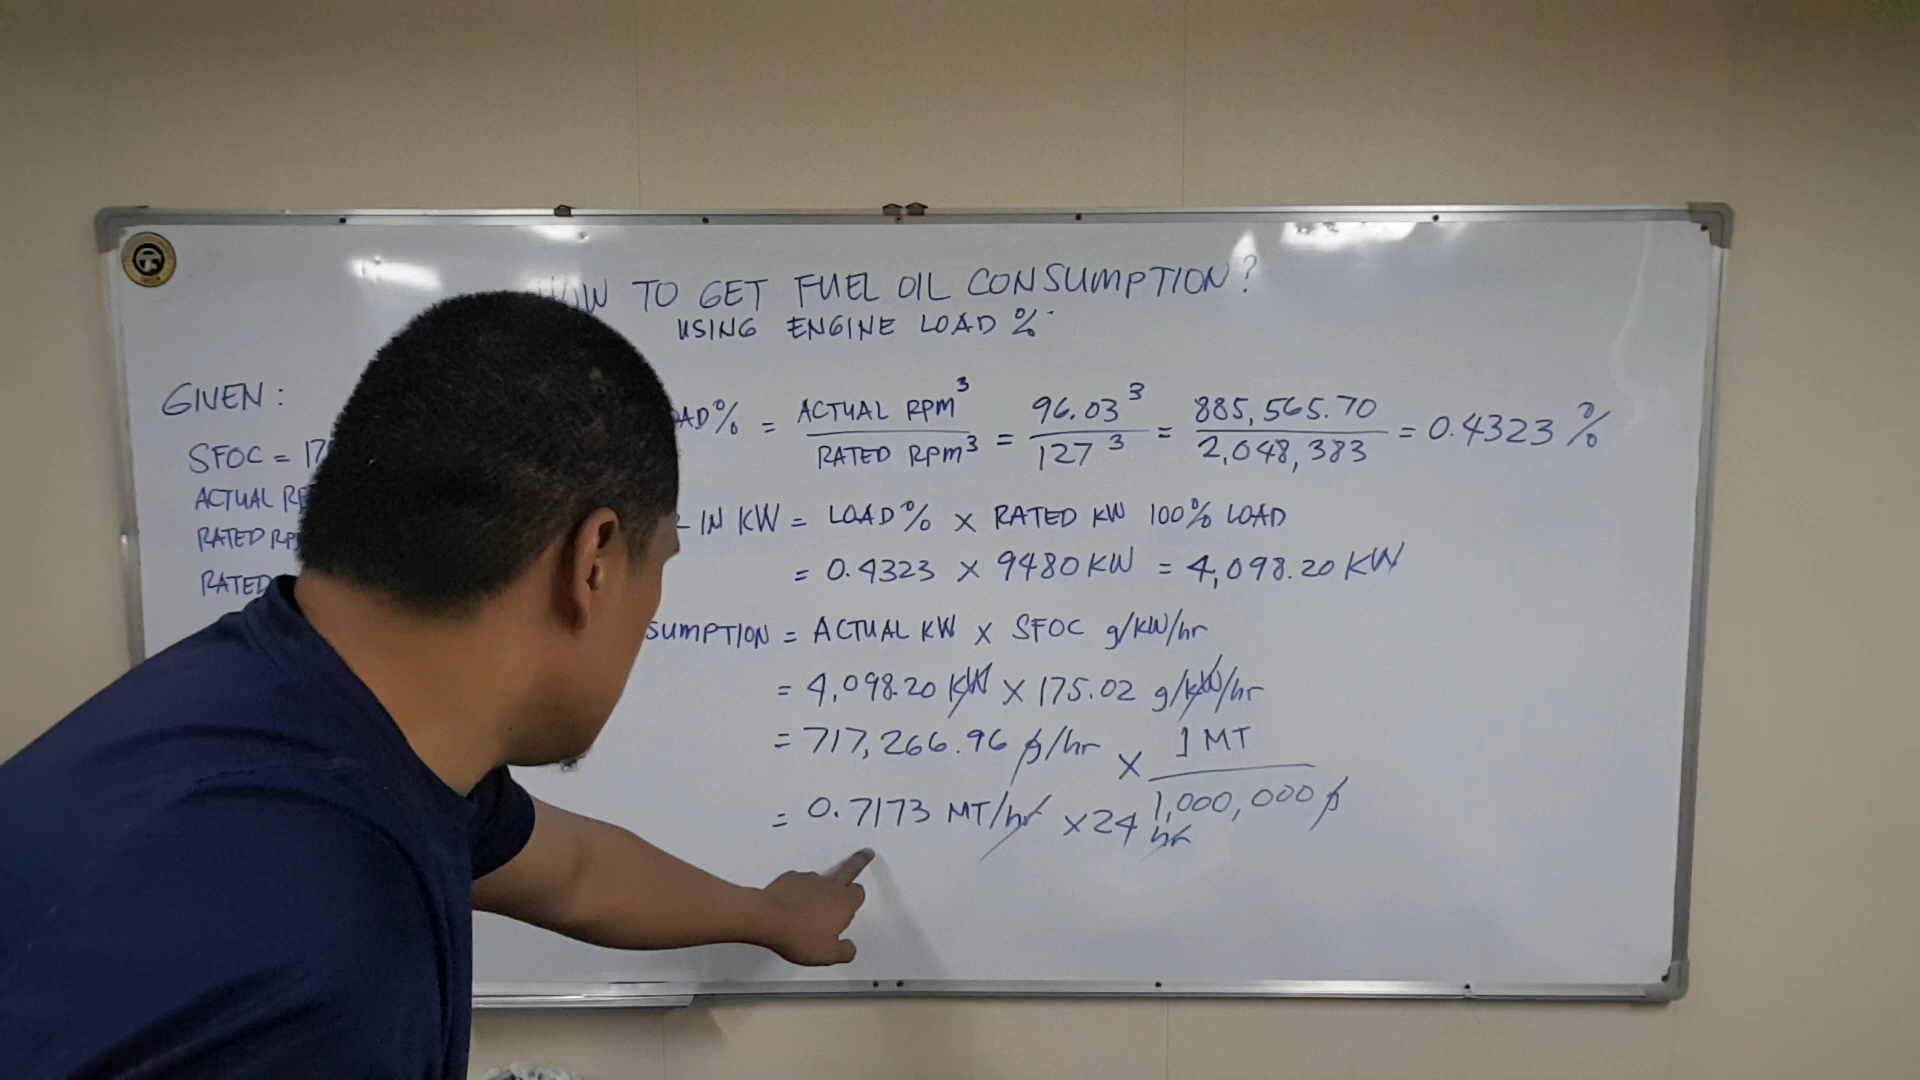 HOW TO GET FUEL OIL CONSUMPTION?
USING ENGINE LOAD %
GIVEN:
SFOC = 17
ACTUAL RP
RATED RP
RATED
AD% = ACTUAL RPM³ / RATED RPM³ = 96.03³ / 127³ = 885,565.70 / 2,048,383 = 0.4323 %
IN KW = LOAD% X RATED KW 100% LOAD
= 0.4323 X 9480 KW = 4,098.20 KW
SUMPTION = ACTUAL KW X SFOC g/KW/hr
= 4,098.20 KW X 175.02 g/KW/hr
= 717,266.96 g/hr X 1 MT / 1,000,000 g
= 0.7173 MT/hr X 24 hr